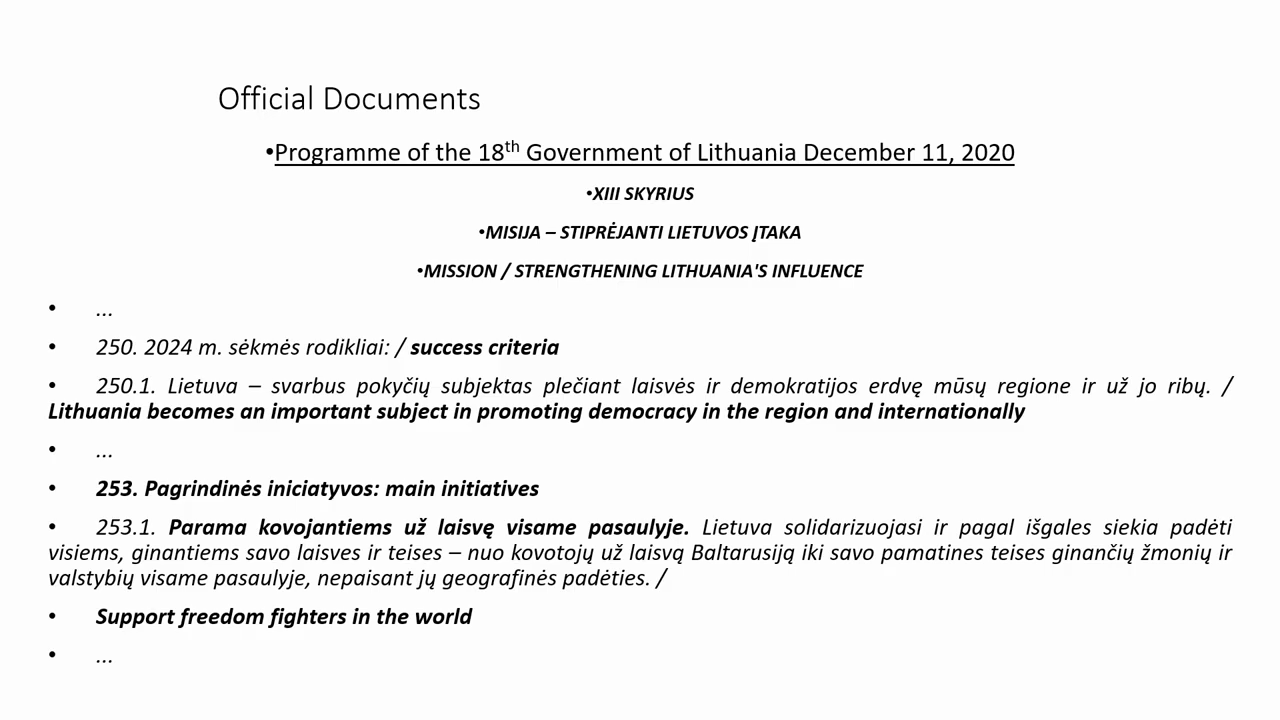 Official Documents
•Programme of the 18th Government of Lithuania December 11, 2020
•XIII SKYRIUS
•MISIJA – STIPRĖJANTI LIETUVOS ĮTAKA
•MISSION / STRENGTHENING LITHUANIA'S INFLUENCE
• ...
• 250. 2024 m. sėkmės rodikliai: / success criteria
• 250.1. Lietuva – svarbus pokyčių subjektas plečiant laisvės ir demokratijos erdvę mūsų regione ir už jo ribų. /
Lithuania becomes an important subject in promoting democracy in the region and internationally
• ...
• 253. Pagrindinės iniciatyvos: main initiatives
• 253.1. Parama kovojantiems už laisvę visame pasaulyje. Lietuva solidarizuojasi ir pagal išgales siekia padėti
visiems, ginantiems savo laisves ir teises – nuo kovotojų už laisvą Baltarusiją iki savo pamatines teises ginančių žmonių ir
valstybių visame pasaulyje, nepaisant jų geografinės padėties. /
• Support freedom fighters in the world
• ...